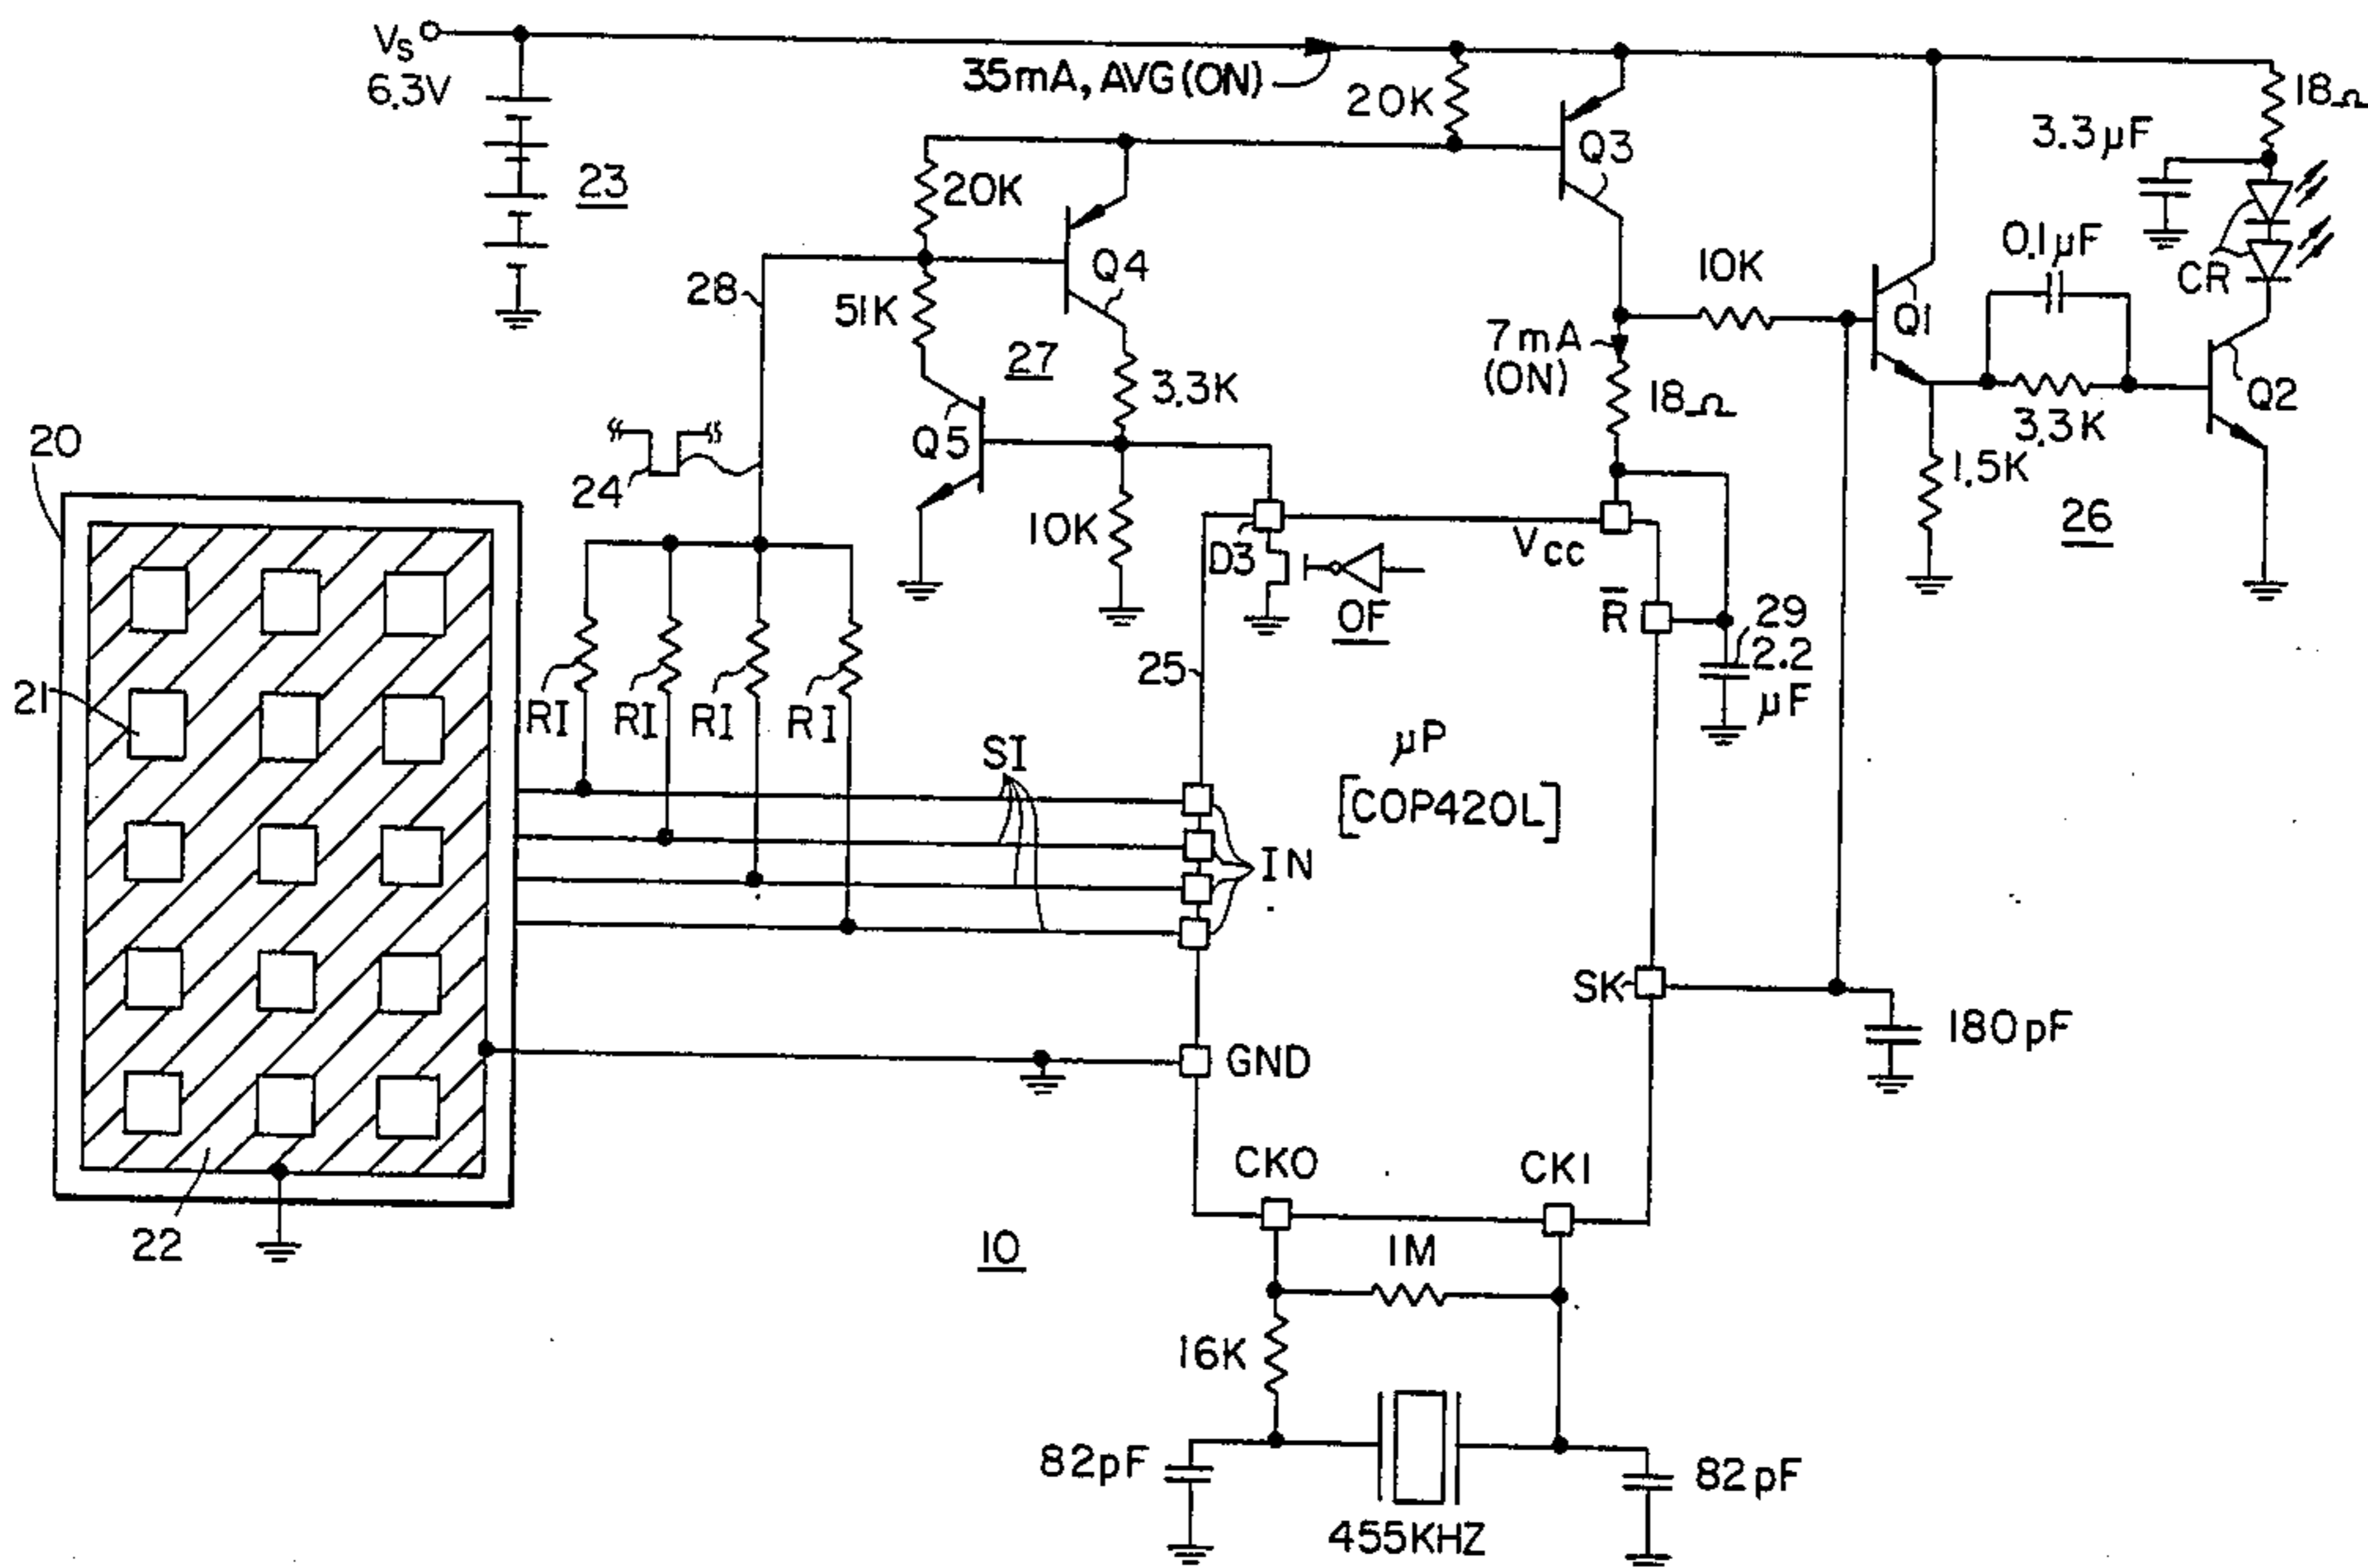 VS
6.3V
35mA, AVG (ON)
20K
18Ω
3.3µF
23
20K
Q3
Q4
0.1µF
CR
28
51K
10K
Q1
27
7mA
(ON)
3.3K
18Ω
Q2
20
Q5
3.3K
24
1.5K
10K
26
D3
VCC
OF
R̅
29
2.2
µF
25
21
RI
RI
RI
RI
µP
[COP420L]
SI
IN
SK
180pF
GND
CKO
CKI
22
10
1M
16K
82pF
82pF
455KHZ